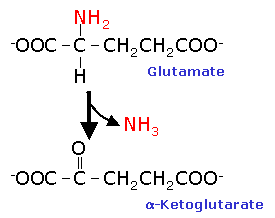 NH2
-OOC-C-CH2CH2COO-
H
Glutamate
NH3
O
-OOC-C-CH2CH2COO-
α-Ketoglutarate